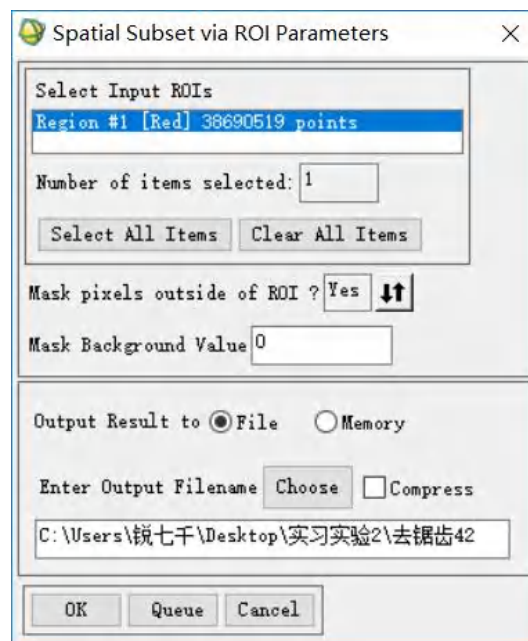 Spatial Subset via ROI Parameters
Select Input ROIs
Region #1 [Red] 38690519 points
Number of items selected: 1
Select All Items Clear All Items
Mask pixels outside of ROI ? Yes
Mask Background Value 0
Output Result to File Memory
Enter Output Filename Choose Compress
C:\Users\锐七千\Desktop\实习实验2\去锯齿42
OK Queue Cancel